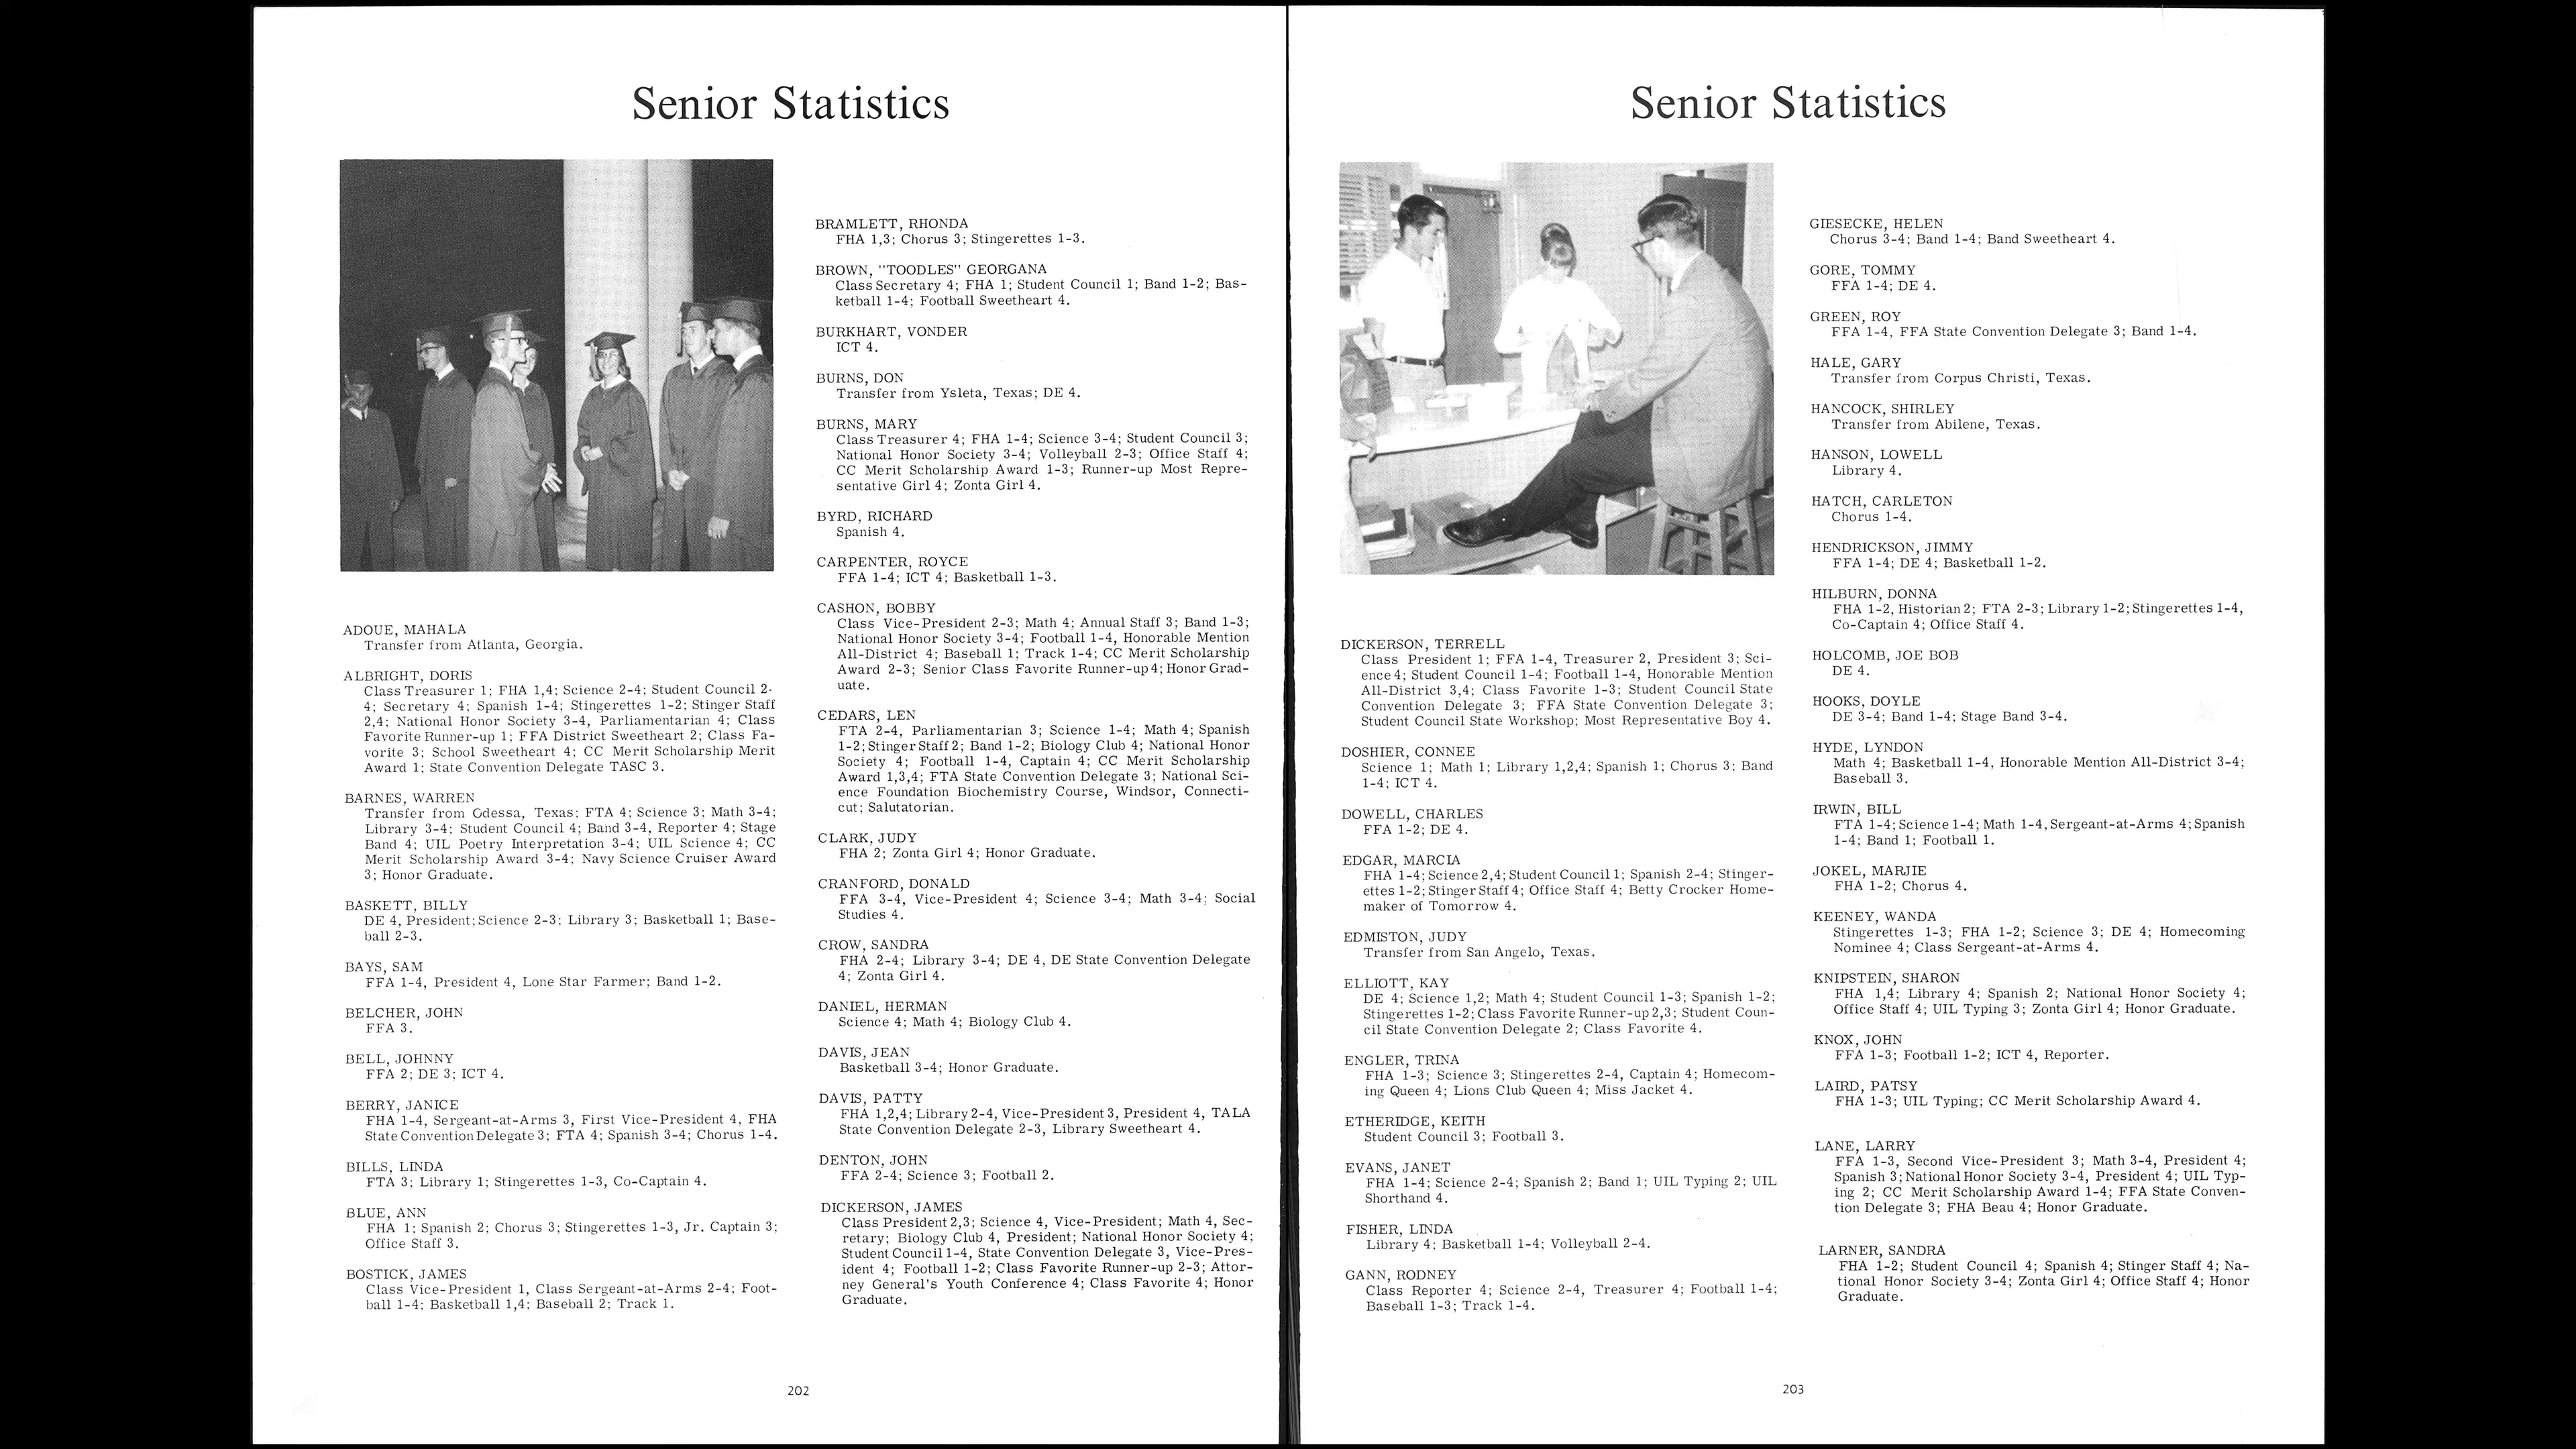 Senior Statistics
ADOUE, MAHALA
Transfer from Atlanta, Georgia.
ALBRIGHT, DORIS
Class Treasurer 1; FHA 1,4; Science 2-4; Student Council 2-
4; Secretary 4; Spanish 1-4; Stingerettes 1-2; Stinger Staff
2,4; National Honor Society 3-4, Parliamentarian 4; Class
Favorite Runner-up 1; FFA District Sweetheart 2; Class Fa-
vorite 3; School Sweetheart 4; CC Merit Scholarship Merit
Award 1; State Convention Delegate TASC 3.
BARNES, WARREN
Transfer from Odessa, Texas; FTA 4; Science 3; Math 3-4;
Library 3-4; Student Council 4; Band 3-4, Reporter 4; Stage
Band 4; UIL Poetry Interpretation 3-4; UIL Science 4; CC
Merit Scholarship Award 3-4; Navy Science Cruiser Award
3; Honor Graduate.
BASKETT, BILLY
DE 4, President; Science 2-3; Library 3; Basketball 1; Base-
ball 2-3.
BAYS, SAM
FFA 1-4, President 4, Lone Star Farmer; Band 1-2.
BELCHER, JOHN
FFA 3.
BELL, JOHNNY
FFA 2; DE 3; ICT 4.
BERRY, JANICE
FHA 1-4, Sergeant-at-Arms 3, First Vice-President 4, FHA
State Convention Delegate 3; FTA 4; Spanish 3-4; Chorus 1-4.
BILLS, LINDA
FTA 3; Library 1; Stingerettes 1-3, Co-Captain 4.
BLUE, ANN
FHA 1; Spanish 2; Chorus 3; Stingerettes 1-3, Jr. Captain 3;
Office Staff 3.
BOSTICK, JAMES
Class Vice-President 1, Class Sergeant-at-Arms 2-4; Foot-
ball 1-4; Basketball 1,4; Baseball 2; Track 1.
BRAMLETT, RHONDA
FHA 1,3; Chorus 3; Stingerettes 1-3.
BROWN, "TOODLES" GEORGANA
Class Secretary 4; FHA 1; Student Council 1; Band 1-2; Bas-
ketball 1-4; Football Sweetheart 4.
BURKHART, VONDER
ICT 4.
BURNS, DON
Transfer from Ysleta, Texas; DE 4.
BURNS, MARY
Class Treasurer 4; FHA 1-4; Science 3-4; Student Council 3;
National Honor Society 3-4; Volleyball 2-3; Office Staff 4;
CC Merit Scholarship Award 1-3; Runner-up Most Repre-
sentative Girl 4; Zonta Girl 4.
BYRD, RICHARD
Spanish 4.
CARPENTER, ROYCE
FFA 1-4; ICT 4; Basketball 1-3.
CASHON, BOBBY
Class Vice-President 2-3; Math 4; Annual Staff 3; Band 1-3;
National Honor Society 3-4; Football 1-4, Honorable Mention
All-District 4; Baseball 1; Track 1-4; CC Merit Scholarship
Award 2-3; Senior Class Favorite Runner-up 4; Honor Grad-
uate.
CEDARS, LEN
FTA 2-4, Parliamentarian 3; Science 1-4; Math 4; Spanish
1-2; Stinger Staff 2; Band 1-2; Biology Club 4; National Honor
Society 4; Football 1-4, Captain 4; CC Merit Scholarship
Award 1,3,4; FTA State Convention Delegate 3; National Sci-
ence Foundation Biochemistry Course, Windsor, Connecti-
cut; Salutatorian.
CLARK, JUDY
FHA 2; Zonta Girl 4; Honor Graduate.
CRANFORD, DONALD
FFA 3-4, Vice-President 4; Science 3-4; Math 3-4; Social
Studies 4.
CROW, SANDRA
FHA 2-4; Library 3-4; DE 4, DE State Convention Delegate
4; Zonta Girl 4.
DANIEL, HERMAN
Science 4; Math 4; Biology Club 4.
DAVIS, JEAN
Basketball 3-4; Honor Graduate.
DAVIS, PATTY
FHA 1,2,4; Library 2-4, Vice-President 3, President 4, TALA
State Convention Delegate 2-3, Library Sweetheart 4.
DENTON, JOHN
FFA 2-4; Science 3; Football 2.
DICKERSON, JAMES
Class President 2,3; Science 4, Vice-President; Math 4, Sec-
retary; Biology Club 4, President; National Honor Society 4;
Student Council 1-4, State Convention Delegate 3, Vice-Pres-
ident 4; Football 1-2; Class Favorite Runner-up 2-3; Attor-
ney General's Youth Conference 4; Class Favorite 4; Honor
Graduate.
202
Senior Statistics
DICKERSON, TERRELL
Class President 1; FFA 1-4, Treasurer 2, President 3; Sci-
ence 4; Student Council 1-4; Football 1-4, Honorable Mention
All-District 3,4; Class Favorite 1-3; Student Council State
Convention Delegate 3; FFA State Convention Delegate 3;
Student Council State Workshop; Most Representative Boy 4.
DOSHIER, CONNEE
Science 1; Math 1; Library 1,2,4; Spanish 1; Chorus 3; Band
1-4; ICT 4.
DOWELL, CHARLES
FFA 1-2; DE 4.
EDGAR, MARCIA
FHA 1-4; Science 2,4; Student Council 1; Spanish 2-4; Stinger-
ettes 1-2; Stinger Staff 4; Office Staff 4; Betty Crocker Home-
maker of Tomorrow 4.
EDMISTON, JUDY
Transfer from San Angelo, Texas.
ELLIOTT, KAY
DE 4; Science 1,2; Math 4; Student Council 1-3; Spanish 1-2;
Stingerettes 1-2; Class Favorite Runner-up 2,3; Student Coun-
cil State Convention Delegate 2; Class Favorite 4.
ENGLER, TRINA
FHA 1-3; Science 3; Stingerettes 2-4, Captain 4; Homecom-
ing Queen 4; Lions Club Queen 4; Miss Jacket 4.
ETHERIDGE, KEITH
Student Council 3; Football 3.
EVANS, JANET
FHA 1-4; Science 2-4; Spanish 2; Band 1; UIL Typing 2; UIL
Shorthand 4.
FISHER, LINDA
Library 4; Basketball 1-4; Volleyball 2-4.
GANN, RODNEY
Class Reporter 4; Science 2-4, Treasurer 4; Football 1-4;
Baseball 1-3; Track 1-4.
GIESECKE, HELEN
Chorus 3-4; Band 1-4; Band Sweetheart 4.
GORE, TOMMY
FFA 1-4; DE 4.
GREEN, ROY
FFA 1-4, FFA State Convention Delegate 3; Band 1-4.
HALE, GARY
Transfer from Corpus Christi, Texas.
HANCOCK, SHIRLEY
Transfer from Abilene, Texas.
HANSON, LOWELL
Library 4.
HATCH, CARLETON
Chorus 1-4.
HENDRICKSON, JIMMY
FFA 1-4; DE 4; Basketball 1-2.
HILBURN, DONNA
FHA 1-2, Historian 2; FTA 2-3; Library 1-2; Stingerettes 1-4,
Co-Captain 4; Office Staff 4.
HOLCOMB, JOE BOB
DE 4.
HOOKS, DOYLE
DE 3-4; Band 1-4; Stage Band 3-4.
HYDE, LYNDON
Math 4; Basketball 1-4, Honorable Mention All-District 3-4;
Baseball 3.
IRWIN, BILL
FTA 1-4; Science 1-4; Math 1-4, Sergeant-at-Arms 4; Spanish
1-4; Band 1; Football 1.
JOKEL, MARJIE
FHA 1-2; Chorus 4.
KEENEY, WANDA
Stingerettes 1-3; FHA 1-2; Science 3; DE 4; Homecoming
Nominee 4; Class Sergeant-at-Arms 4.
KNIPSTEIN, SHARON
FHA 1,4; Library 4; Spanish 2; National Honor Society 4;
Office Staff 4; UIL Typing 3; Zonta Girl 4; Honor Graduate.
KNOX, JOHN
FFA 1-3; Football 1-2; ICT 4, Reporter.
LAIRD, PATSY
FHA 1-3; UIL Typing; CC Merit Scholarship Award 4.
LANE, LARRY
FFA 1-3, Second Vice-President 3; Math 3-4, President 4;
Spanish 3; National Honor Society 3-4, President 4; UIL Typ-
ing 2; CC Merit Scholarship Award 1-4; FFA State Conven-
tion Delegate 3; FHA Beau 4; Honor Graduate.
LARNER, SANDRA
FHA 1-2; Student Council 4; Spanish 4; Stinger Staff 4; Na-
tional Honor Society 3-4; Zonta Girl 4; Office Staff 4; Honor
Graduate.
203